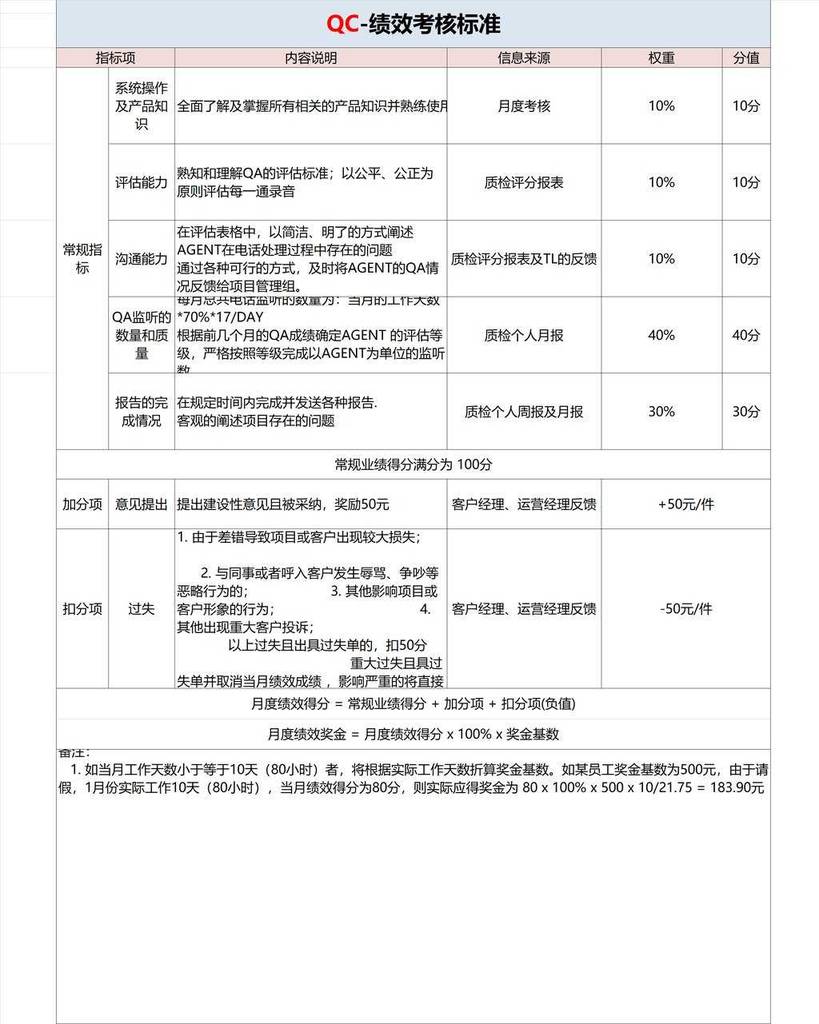 QC-绩效考核标准
指标项 内容说明 信息来源 权重 分值
常规指
标
系统操作
及产品知
识
全面了解及掌握所有相关的产品知识并熟练使用
月度考核 10% 10分
评估能力
熟知和理解QA的评估标准；以公平、公正为
原则评估每一通录音
质检评分报表 10% 10分
沟通能力
在评估表格中，以简洁、明了的方式阐述
AGENT在电话处理过程中存在的问题
通过各种可行的方式，及时将AGENT的QA情
况反馈给项目管理组。
质检评分报表及TL的反馈 10% 10分
QA监听的
数量和质
量
每月总共电话监听的数量为：当月的工作天数
*70%*17/DAY
根据前几个月的QA成绩确定AGENT 的评估等
级，严格按照等级完成以AGENT为单位的监听
数
质检个人月报 40% 40分
报告的完
成情况
在规定时间内完成并发送各种报告.
客观的阐述项目存在的问题
质检个人周报及月报 30% 30分
常规业绩得分满分为 100分
加分项 意见提出 提出建设性意见且被采纳，奖励50元 客户经理、运营经理反馈 +50元/件
扣分项 过失
1. 由于差错导致项目或客户出现较大损失；
2. 与同事或者呼入客户发生辱骂、争吵等
恶略行为的； 3. 其他影响项目或
客户形象的行为； 4.
其他出现重大客户投诉；
以上过失且出具过失单的，扣50分
重大过失且具过
失单并取消当月绩效成绩 ，影响严重的将直接
客户经理、运营经理反馈 -50元/件
月度绩效得分 = 常规业绩得分 + 加分项 + 扣分项(负值)
月度绩效奖金 = 月度绩效得分 x 100% x 奖金基数
备注：
1. 如当月工作天数小于等于10天（80小时）者，将根据实际工作天数折算奖金基数。如某员工奖金基数为500元，由于请
假，1月份实际工作10天（80小时），当月绩效得分为80分，则实际应得奖金为 80 x 100% x 500 x 10/21.75 = 183.90元